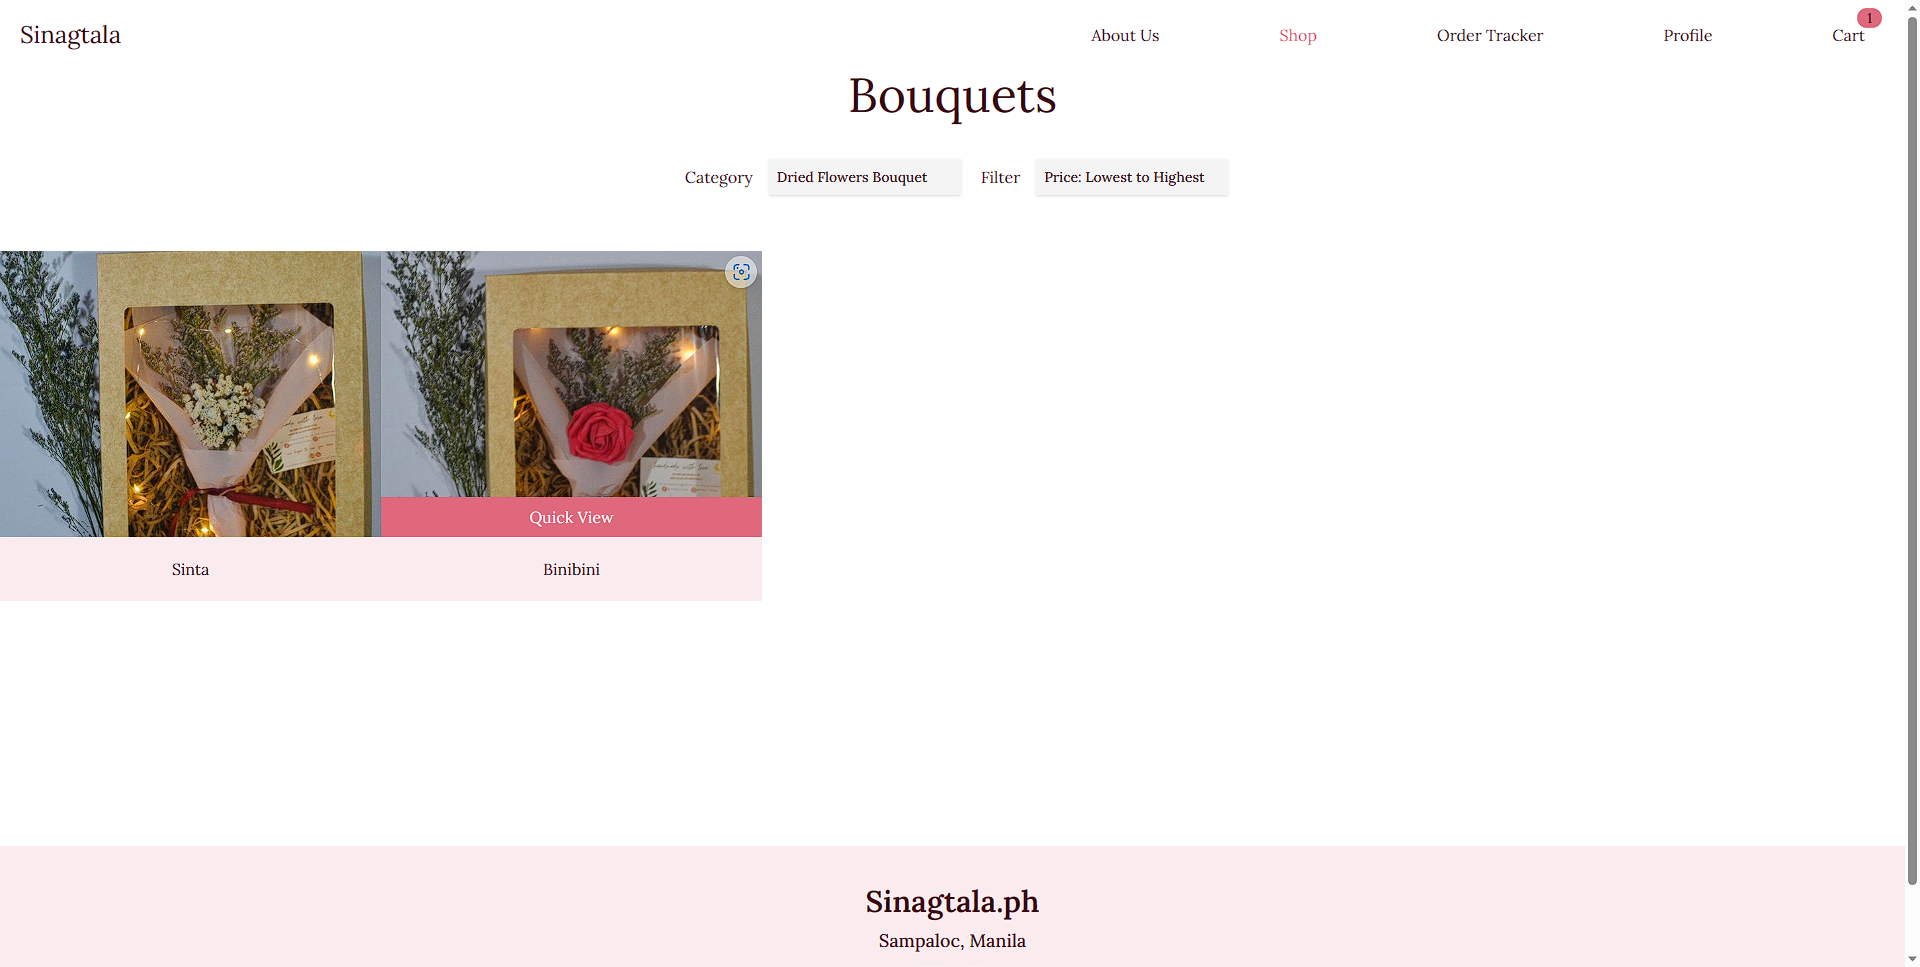 Sinagtala
About Us
Shop
Order Tracker
Profile
Cart
1
Bouquets
Category
Dried Flowers Bouquet
Filter
Price: Lowest to Highest
Quick View
Sinta
Binibini
Sinagtala.ph
Sampaloc, Manila